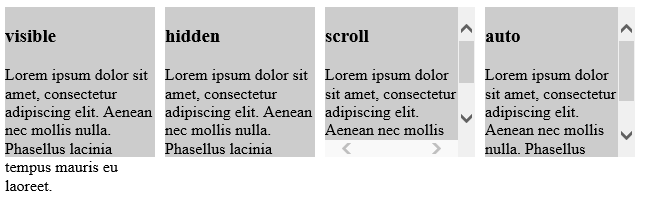 visible
Lorem ipsum dolor sit
amet, consectetur
adipiscing elit. Aenean
nec mollis nulla.
Phasellus lacinia
tempus mauris eu
laoreet.
hidden
Lorem ipsum dolor sit
amet, consectetur
adipiscing elit. Aenean
nec mollis nulla.
Phasellus lacinia
scroll
Lorem ipsum dolor
sit amet, consectetur
adipiscing elit.
Aenean nec mollis
auto
Lorem ipsum dolor
sit amet, consectetur
adipiscing elit.
Aenean nec mollis
nulla. Phasellus